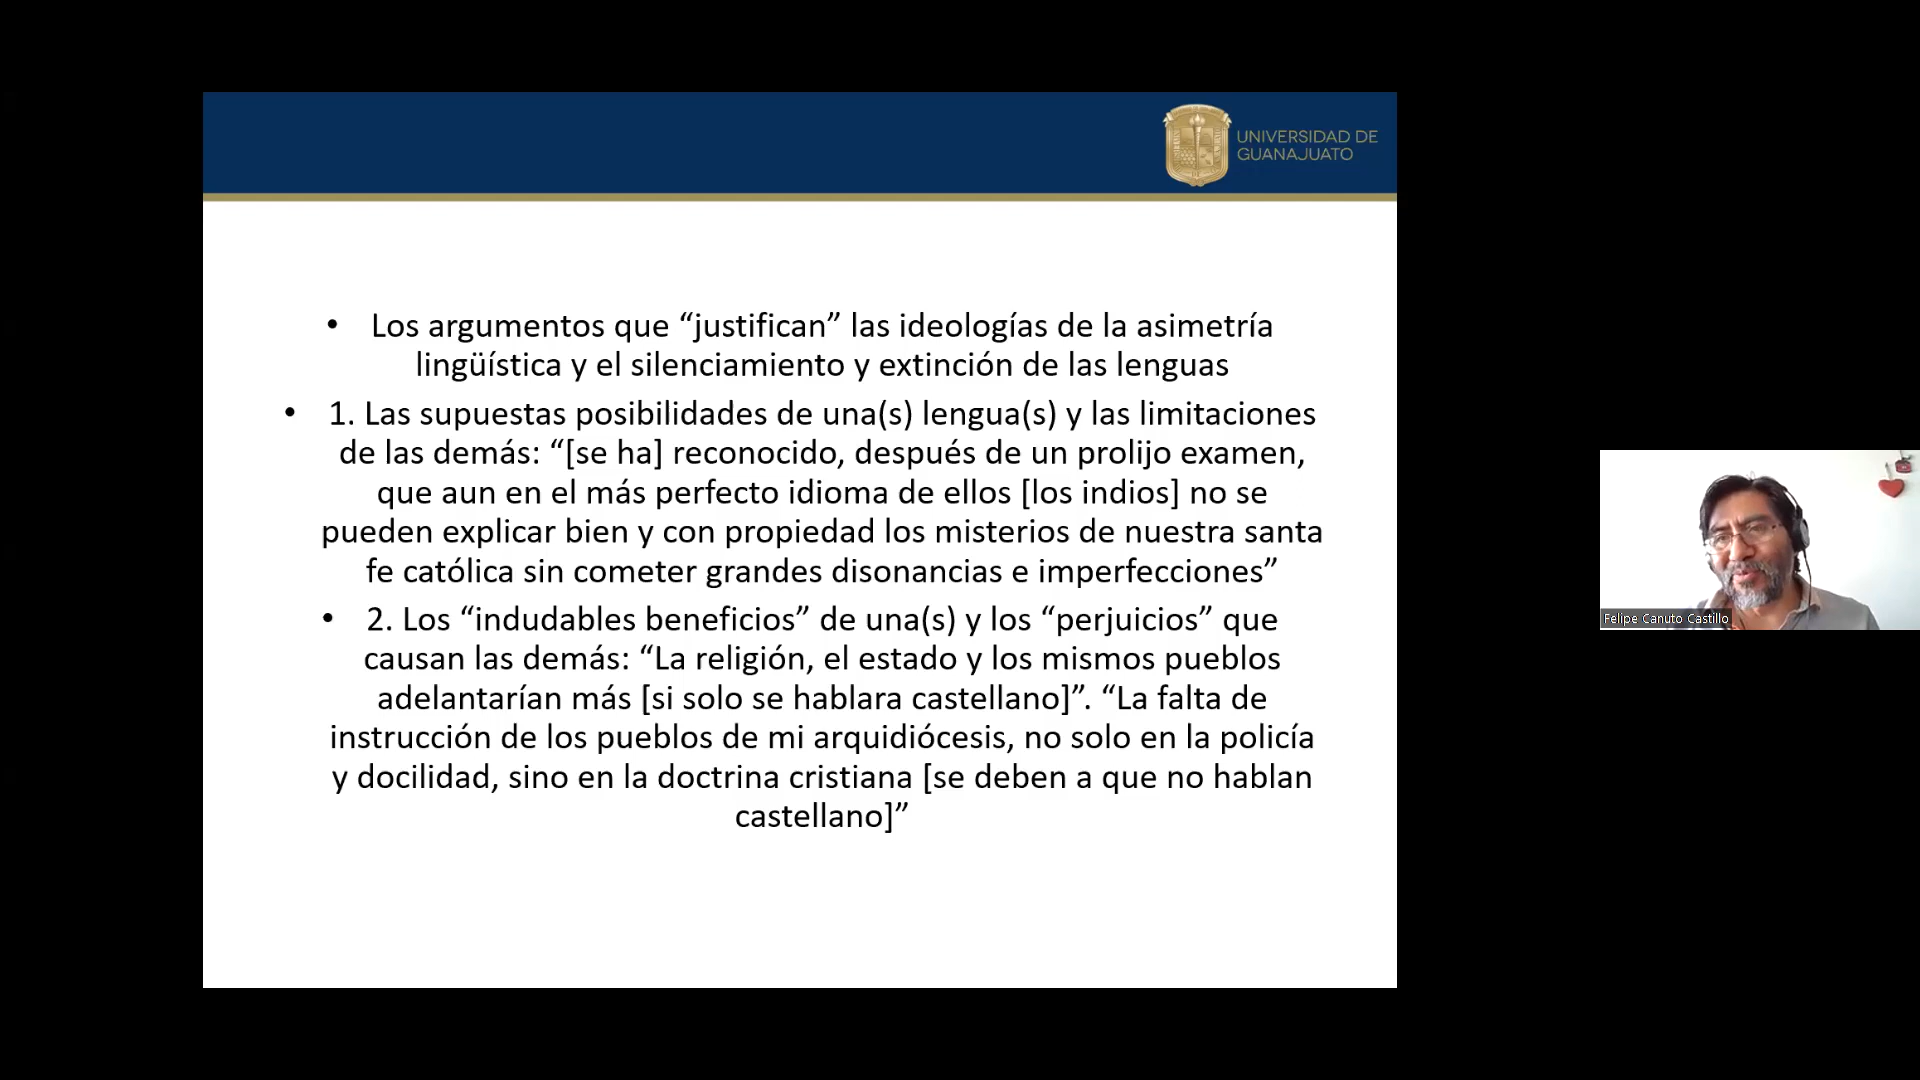 UNIVERSIDAD DE
GUANAJUATO
• Los argumentos que “justifican” las ideologías de la asimetría
lingüística y el silenciamiento y extinción de las lenguas
• 1. Las supuestas posibilidades de una(s) lengua(s) y las limitaciones
de las demás: “[se ha] reconocido, después de un prolijo examen,
que aun en el más perfecto idioma de ellos [los indios] no se
pueden explicar bien y con propiedad los misterios de nuestra santa
fe católica sin cometer grandes disonancias e imperfecciones”
• 2. Los “indudables beneficios” de una(s) y los “perjuicios” que
causan las demás: “La religión, el estado y los mismos pueblos
adelantarían más [si solo se hablara castellano]”. “La falta de
instrucción de los pueblos de mi arquidiócesis, no solo en la policía
y docilidad, sino en la doctrina cristiana [se deben a que no hablan
castellano]”
Felipe Canuto Castillo